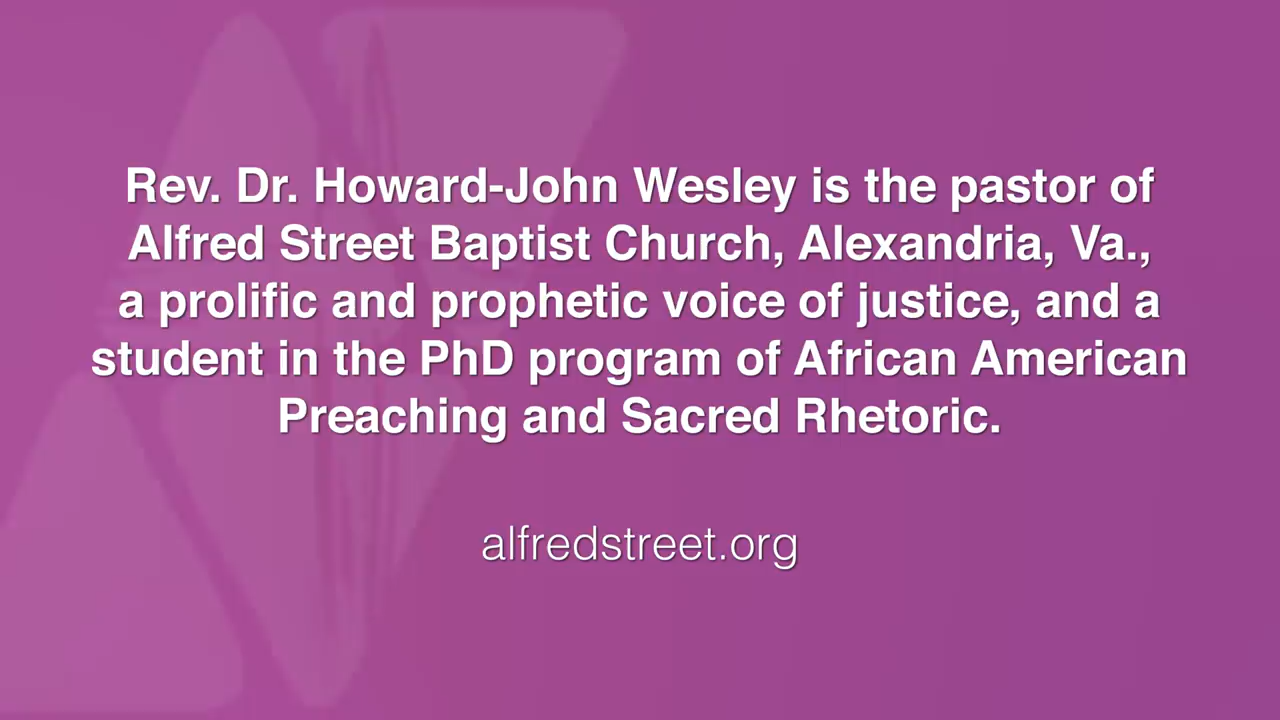 Rev. Dr. Howard-John Wesley is the pastor of
Alfred Street Baptist Church, Alexandria, Va.,
a prolific and prophetic voice of justice, and a
student in the PhD program of African American
Preaching and Sacred Rhetoric.
alfredstreet.org